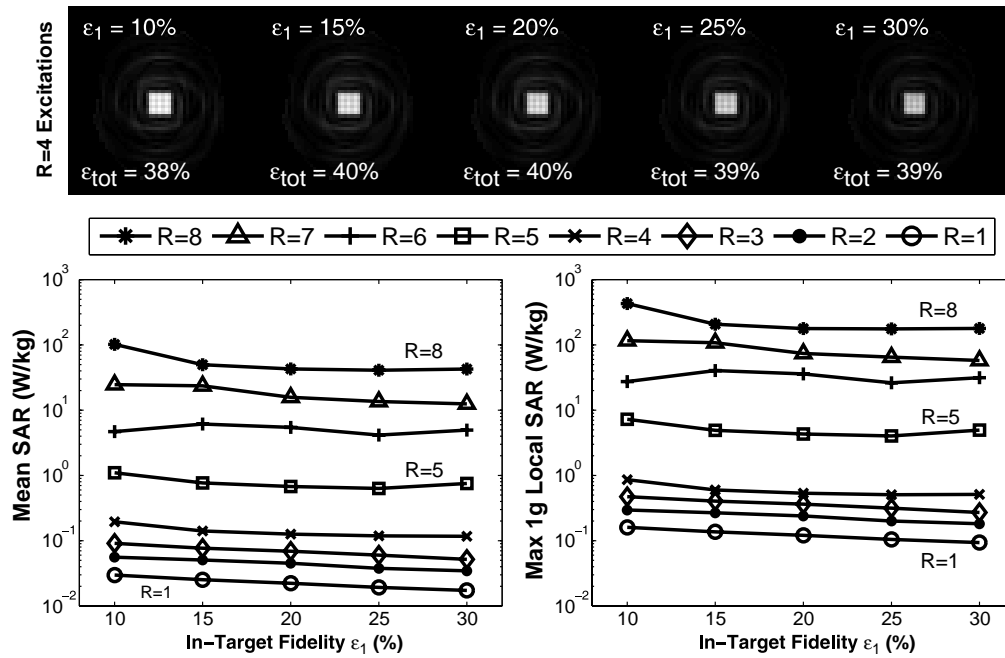 R=4 Excitations
ε1 = 10% ε1 = 15% ε1 = 20% ε1 = 25% ε1 = 30%
εtot = 38% εtot = 40% εtot = 40% εtot = 39% εtot = 39%
R=8 R=7 R=6 R=5 R=4 R=3 R=2 R=1
Mean SAR (W/kg)
10^3
10^2
10^1
10^0
10^−1
10^−2
R=8
R=5
R=1
10 15 20 25 30
In−Target Fidelity ε1 (%)
Max 1g Local SAR (W/kg)
10^3
10^2
10^1
10^0
10^−1
10^−2
R=8
R=5
R=1
10 15 20 25 30
In−Target Fidelity ε1 (%)